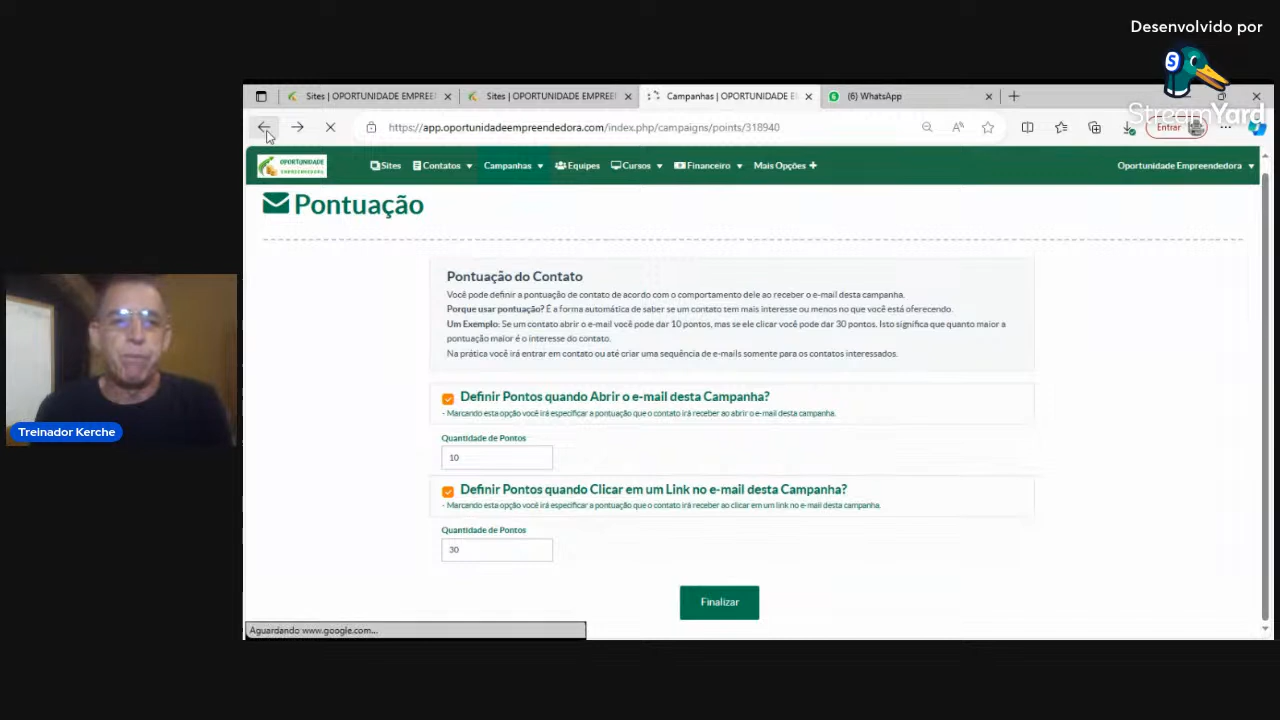 Desenvolvido por
StreamYard
Sites | OPORTUNIDADE EMPREE
Sites | OPORTUNIDADE EMPREEI
Campanhas | OPORTUNIDADE E
(6) WhatsApp
https://app.oportunidadeempreendedora.com/index.php/campaigns/points/318940
Entrar
OPORTUNIDADE
EMPREENDEDORA
Sites
Contatos
Campanhas
Equipes
Cursos
Financeiro
Mais Opções
Oportunidade Empreendedora
Pontuação
Pontuação do Contato
Você pode definir a pontuação de contato de acordo com o comportamento dele ao receber o e-mail desta campanha.
Porque usar pontuação? É a forma automática de saber se um contato tem mais interesse ou menos no que você está oferecendo.
Um Exemplo: Se um contato abrir o e-mail você pode dar 10 pontos, mas se ele clicar você pode dar 30 pontos. Isto significa que quanto maior a
pontuação maior é o interesse do contato.
Na prática você irá entrar em contato ou até criar uma sequência de e-mails somente para os contatos interessados.
Definir Pontos quando Abrir o e-mail desta Campanha?
- Marcando esta opção você irá especificar a pontuação que o contato irá receber ao abrir o e-mail desta campanha.
Quantidade de Pontos
10
Definir Pontos quando Clicar em um Link no e-mail desta Campanha?
- Marcando esta opção você irá especificar a pontuação que o contato irá receber ao clicar em um link no e-mail desta campanha.
Quantidade de Pontos
30
Finalizar
Aguardando www.google.com...
Treinador Kerche